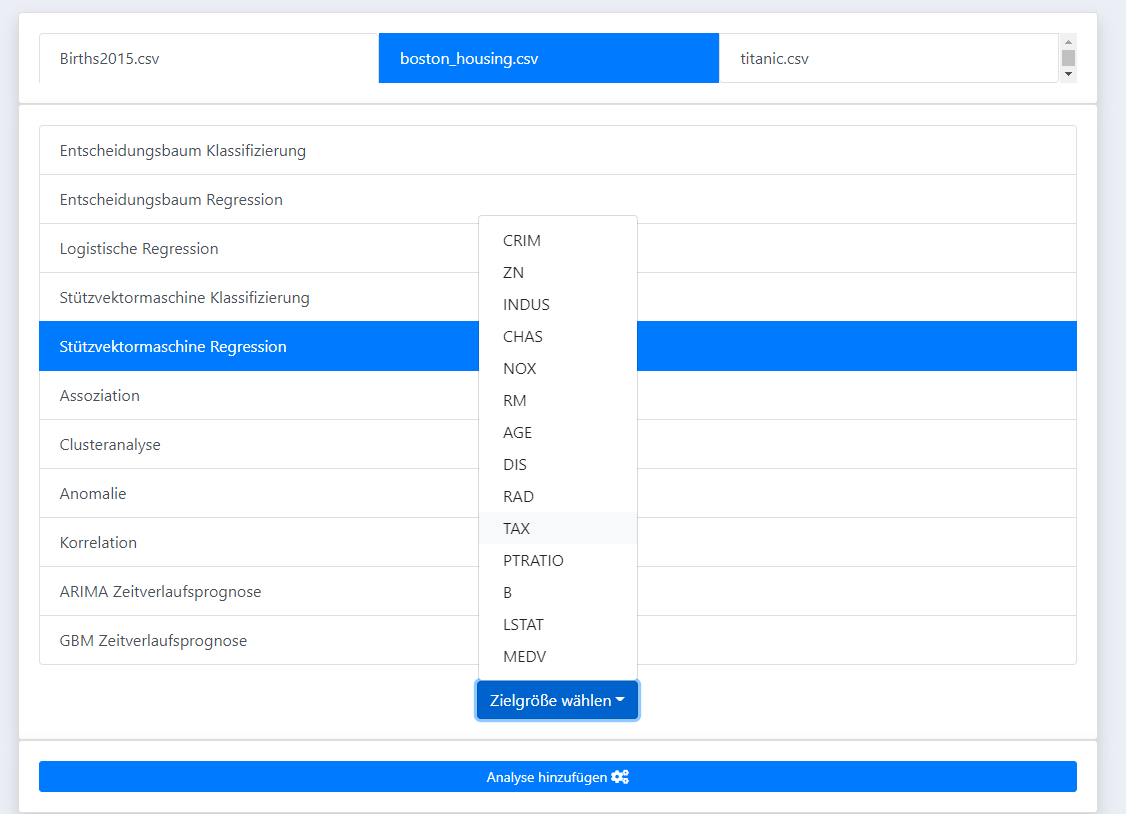 Births2015.csv
boston_housing.csv
titanic.csv
Entscheidungsbaum Klassifizierung
Entscheidungsbaum Regression
Logistische Regression
Stützvektormaschine Klassifizierung
Stützvektormaschine Regression
Assoziation
Clusteranalyse
Anomalie
Korrelation
ARIMA Zeitverlaufsprognose
GBM Zeitverlaufsprognose
CRIM
ZN
INDUS
CHAS
NOX
RM
AGE
DIS
RAD
TAX
PTRATIO
B
LSTAT
MEDV
Zielgröße wählen
Analyse hinzufügen